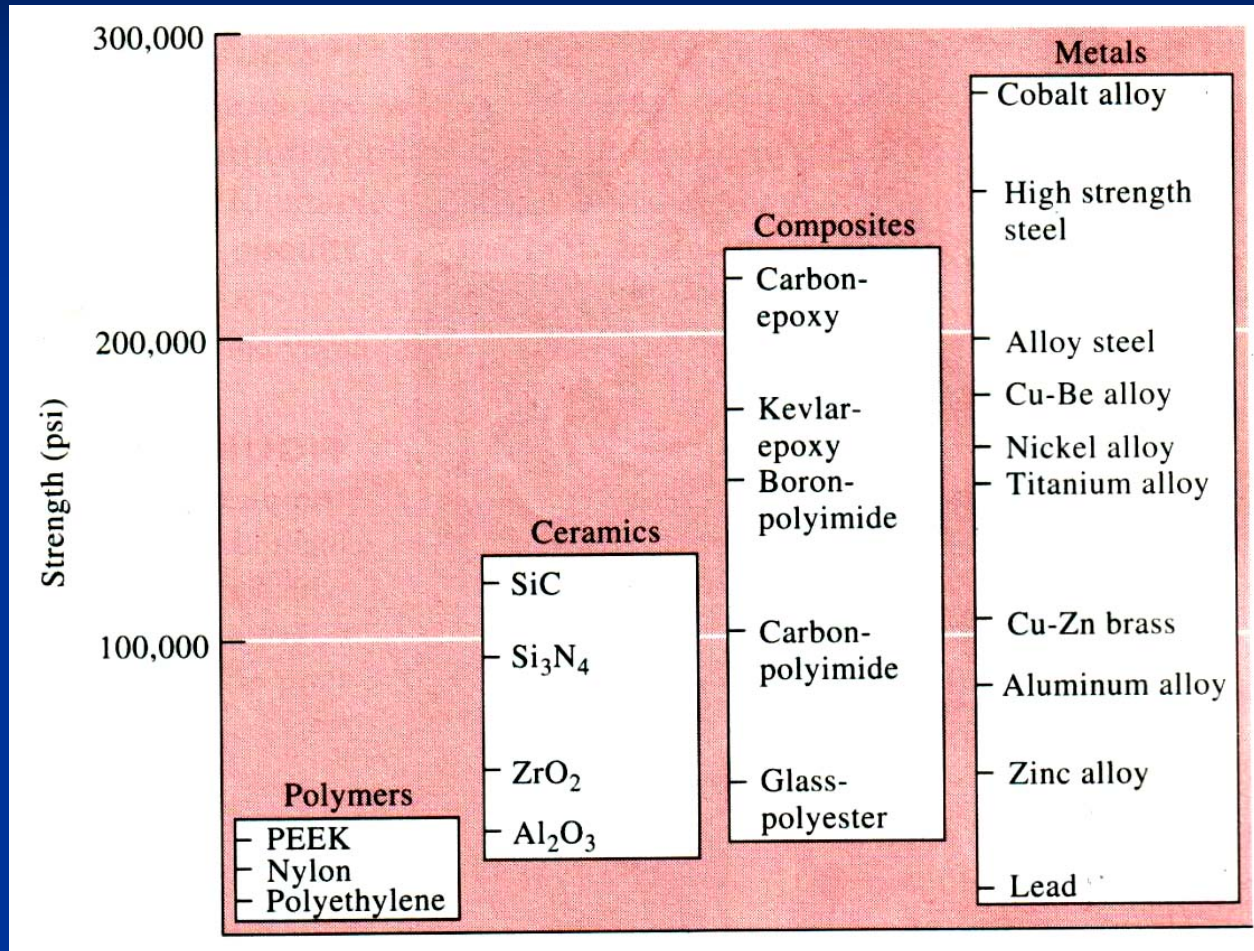 300,000
200,000
100,000
Strength (psi)
Polymers
PEEK
Nylon
Polyethylene
Ceramics
SiC
Si₃N₄
ZrO₂
Al₂O₃
Composites
Carbon-
epoxy
Kevlar-
epoxy
Boron-
polyimide
Carbon-
polyimide
Glass-
polyester
Metals
Cobalt alloy
High strength
steel
Alloy steel
Cu-Be alloy
Nickel alloy
Titanium alloy
Cu-Zn brass
Aluminum alloy
Zinc alloy
Lead